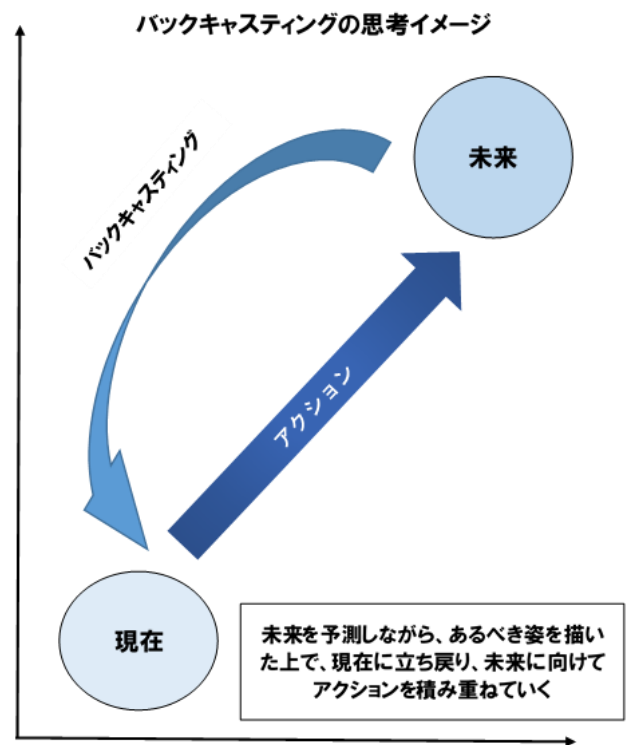 バックキャスティングの思考イメージ
未来
バックキャスティング
アクション
現在
未来を予測しながら、あるべき姿を描い
た上で、現在に立ち戻り、未来に向けて
アクションを積み重ねていく